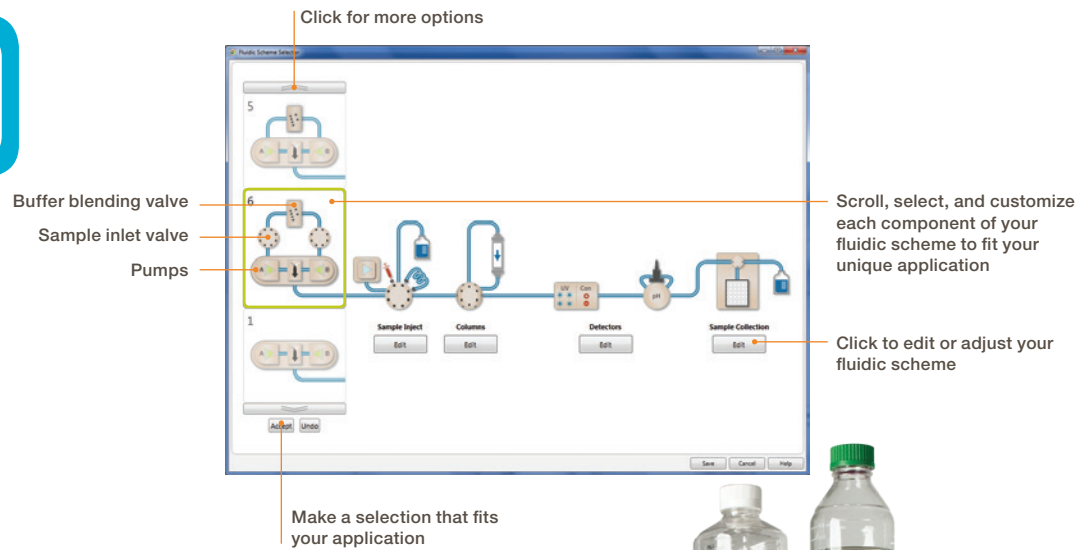 Click for more options
Fluidic Scheme Selector
5
A
B
Buffer blending valve
6
Sample inlet valve
Pumps
A
B
Scroll, select, and customize
each component of your
fluidic scheme to fit your
unique application
UV Con
pH
1
Sample Inject Columns Detectors Sample Collection
Edit Edit Edit Edit
Click to edit or adjust your
fluidic scheme
A
B
Accept Undo
Save Cancel Help
Make a selection that fits
your application